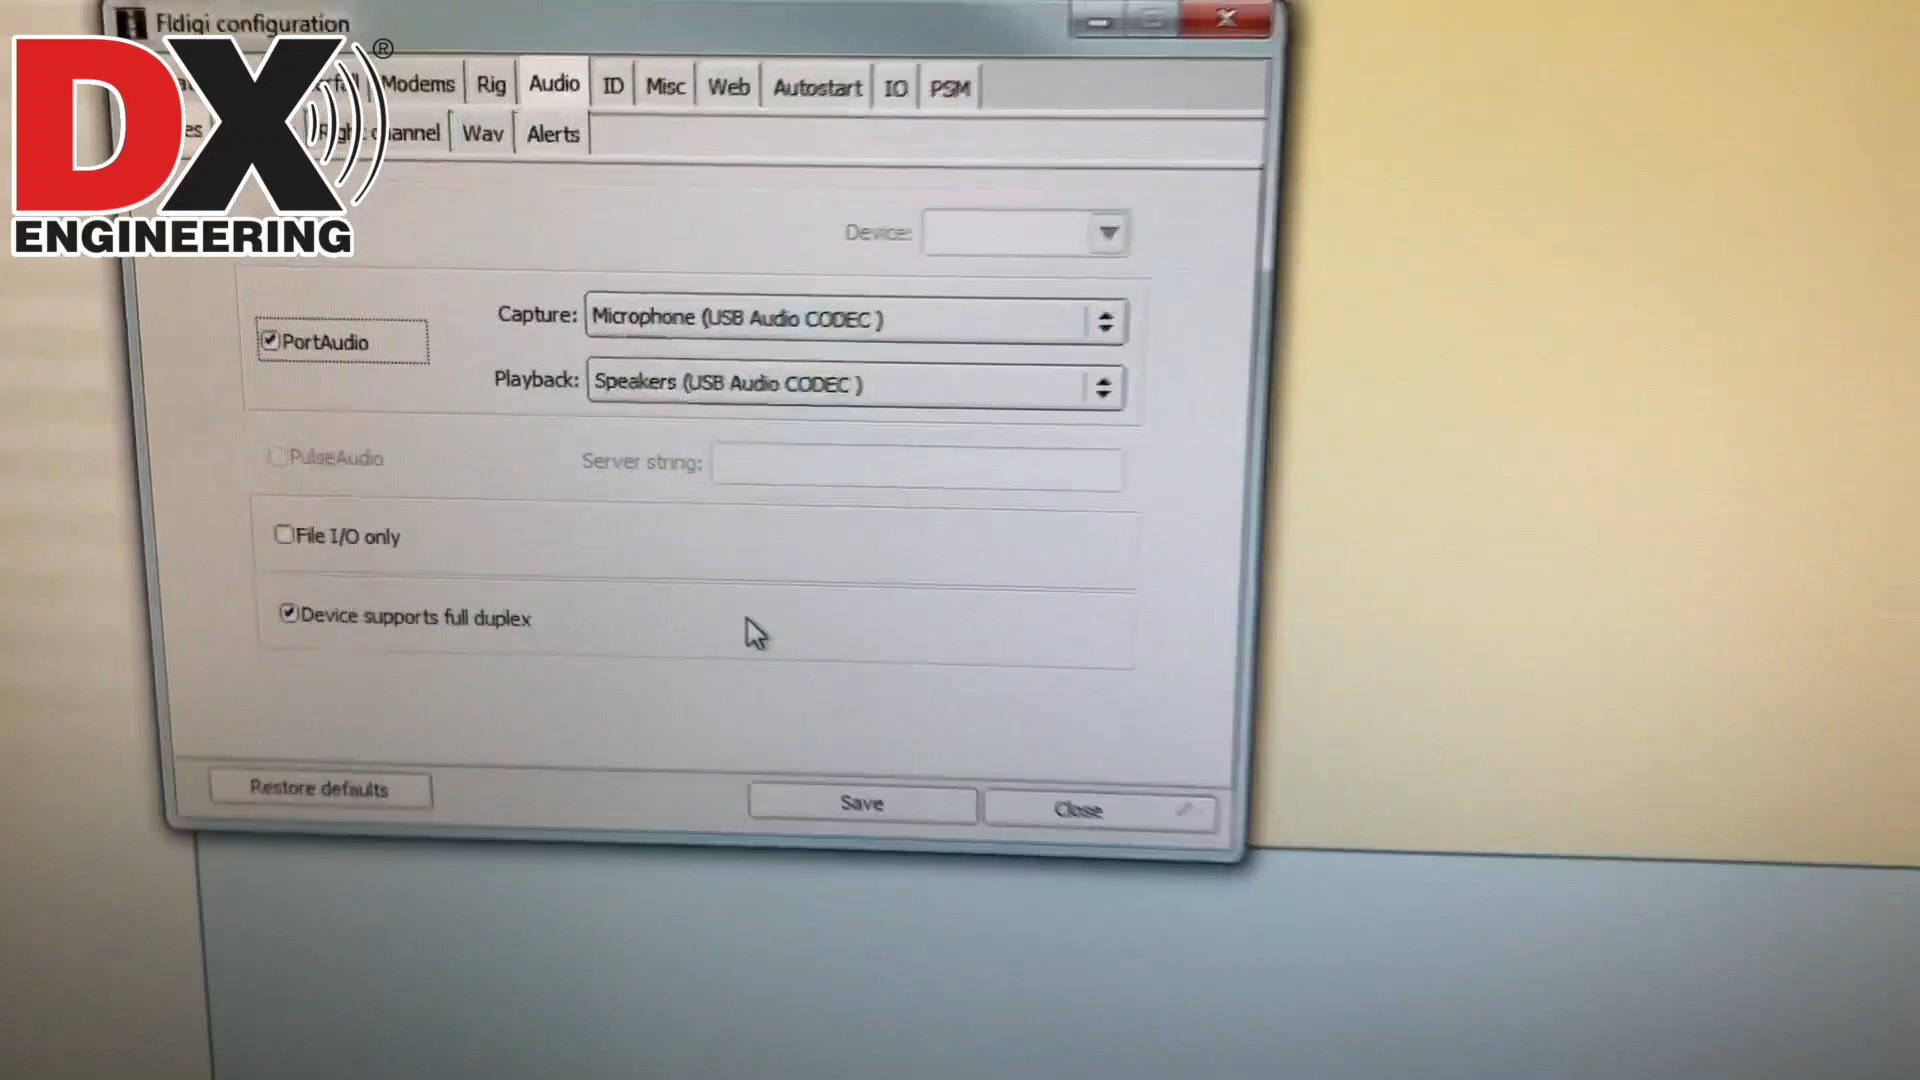 Fldigi configuration
DX
®
ENGINEERING
Modems Rig Audio ID Misc Web Autostart IO PSM
Wav Alerts
Device:
PortAudio
Capture: Microphone (USB Audio CODEC )
Playback: Speakers (USB Audio CODEC )
PulseAudio
Server string:
File I/O only
Device supports full duplex
Restore defaults
Save
Close